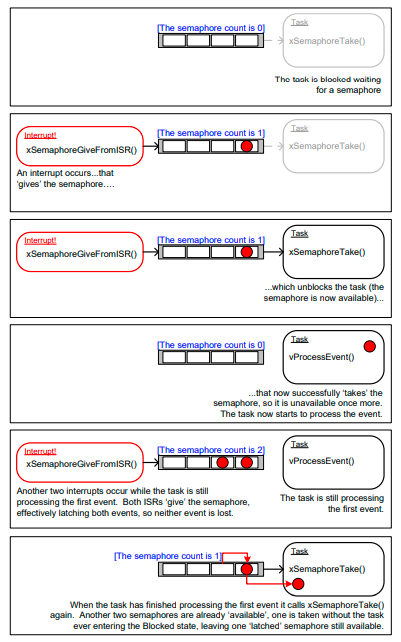 [The semaphore count is 0]
Task
xSemaphoreTake()
The task is blocked waiting
for a semaphore
[The semaphore count is 1]
Task
Interrupt!
xSemaphoreTake()
xSemaphoreGiveFromISR()
An interrupt occurs...that
'gives' the semaphore....
[The semaphore count is 1]
Task
Interrupt!
xSemaphoreTake()
xSemaphoreGiveFromISR()
...which unblocks the task (the
semaphore is now available)...
[The semaphore count is 0]
Task
vProcessEvent()
...that now successfully 'takes' the
semaphore, so it is unavailable once more.
The task now starts to process the event.
[The semaphore count is 2]
Task
Interrupt!
vProcessEvent()
xSemaphoreGiveFromISR()
Another two interrupts occur while the task is still
processing the first event. Both ISRs 'give' the semaphore,
effectively latching both events, so neither event is lost.
The task is still processing
the first event.
[The semaphore count is 1]
Task
xSemaphoreTake()
When the task has finished processing the first event it calls xSemaphoreTake()
again. Another two semaphores are already 'available', one is taken without the task
ever entering the Blocked state, leaving one 'latched' semaphore still available.